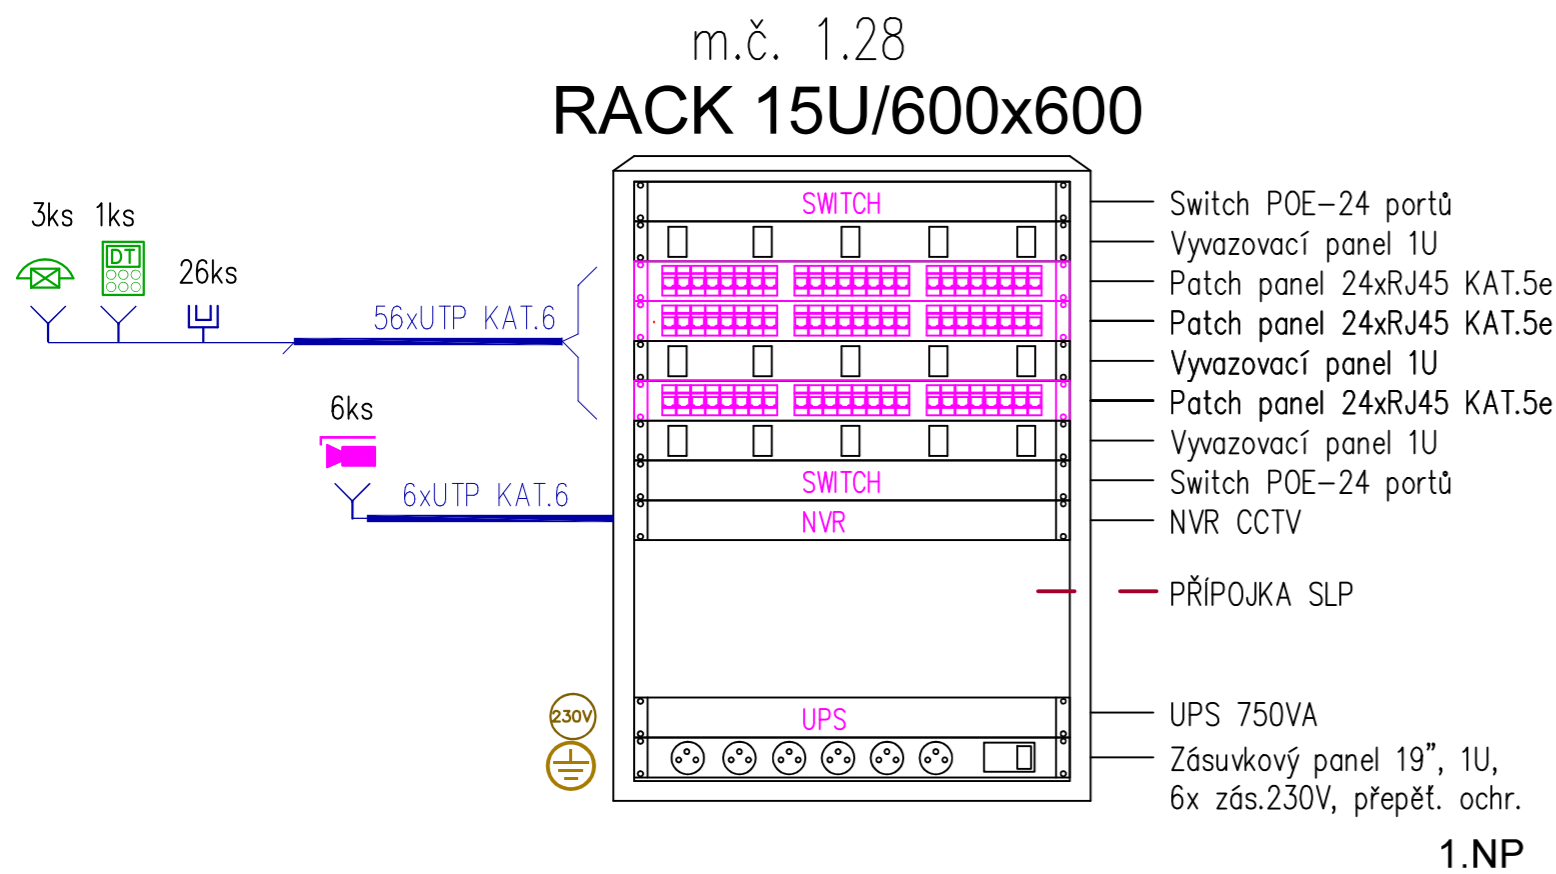 m.č. 1.28
RACK 15U/600x600
3ks 1ks
DT
26ks
56xUTP KAT.6
6ks
6xUTP KAT.6
SWITCH
SWITCH
NVR
UPS
230V
Switch POE-24 portů
Vyvazovací panel 1U
Patch panel 24xRJ45 KAT.5e
Patch panel 24xRJ45 KAT.5e
Vyvazovací panel 1U
Patch panel 24xRJ45 KAT.5e
Vyvazovací panel 1U
Switch POE-24 portů
NVR CCTV
PŘÍPOJKA SLP
UPS 750VA
Zásuvkový panel 19", 1U,
6x zás.230V, přepěť. ochr.
1.NP